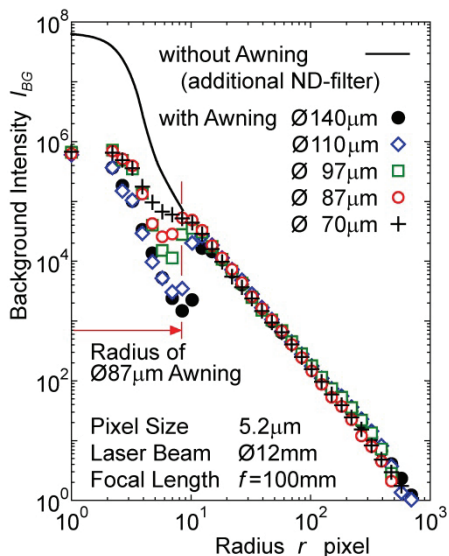 10^8
10^6
10^4
10^2
10^0
Background Intensity I_BG
without Awning
(additional ND-filter)
with Awning
Ø140µm
Ø110µm
Ø 97µm
Ø 87µm
Ø 70µm
Radius of
Ø87µm Awning
Pixel Size 5.2µm
Laser Beam Ø12mm
Focal Length f=100mm
10^0 10^1 10^2 10^3
Radius r pixel